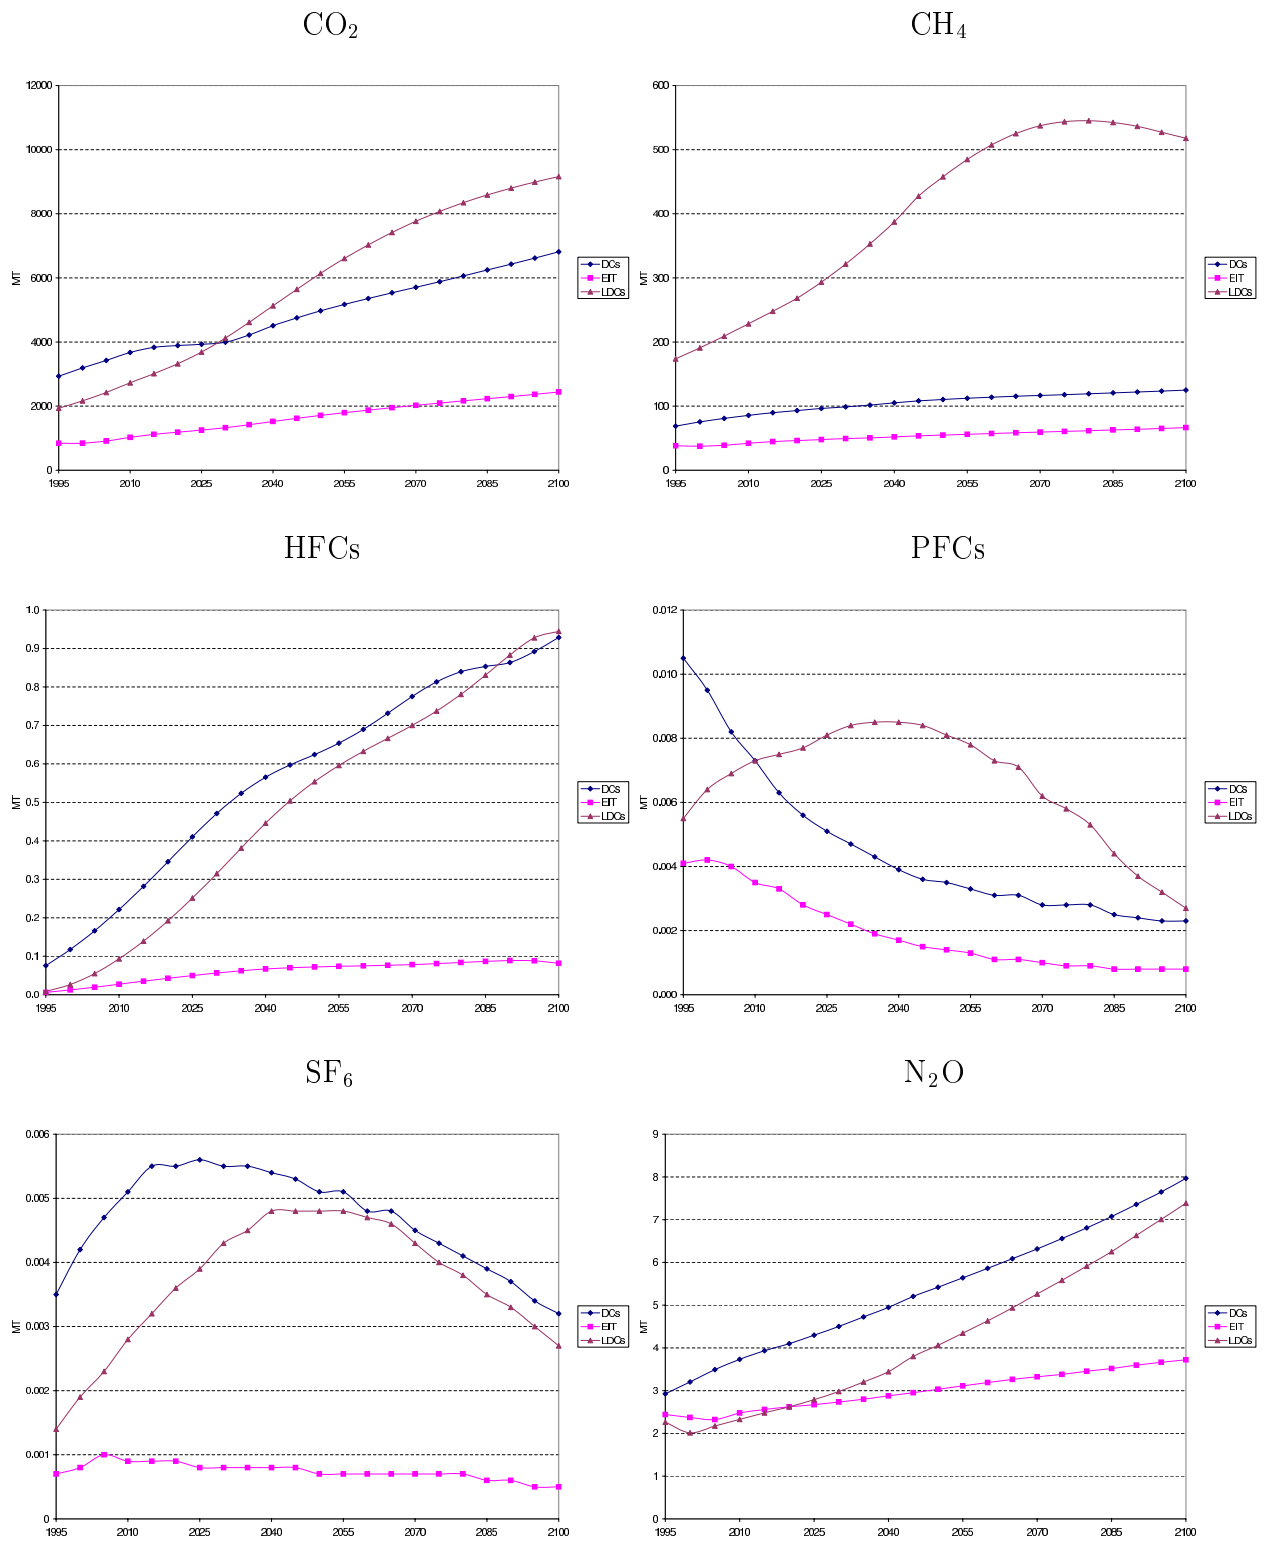 CO₂
12000
10000
8000
6000
4000
2000
0
MT
1995 2010 2025 2040 2055 2070 2085 2100
DCs
EIT
LDCs
CH₄
600
500
400
300
200
100
0
MT
1995 2010 2025 2040 2055 2070 2085 2100
DCs
EIT
LDCs
HFCs
1.0
0.9
0.8
0.7
0.6
0.5
0.4
0.3
0.2
0.1
0.0
MT
1995 2010 2025 2040 2055 2070 2085 2100
DCs
EIT
LDCs
PFCs
0.012
0.010
0.008
0.006
0.004
0.002
0.000
MT
1995 2010 2025 2040 2055 2070 2085 2100
DCs
EIT
LDCs
SF₆
0.006
0.005
0.004
0.003
0.002
0.001
0
MT
1995 2010 2025 2040 2055 2070 2085 2100
DCs
EIT
LDCs
N₂O
9
8
7
6
5
4
3
2
1
0
MT
1995 2010 2025 2040 2055 2070 2085 2100
DCs
EIT
LDCs